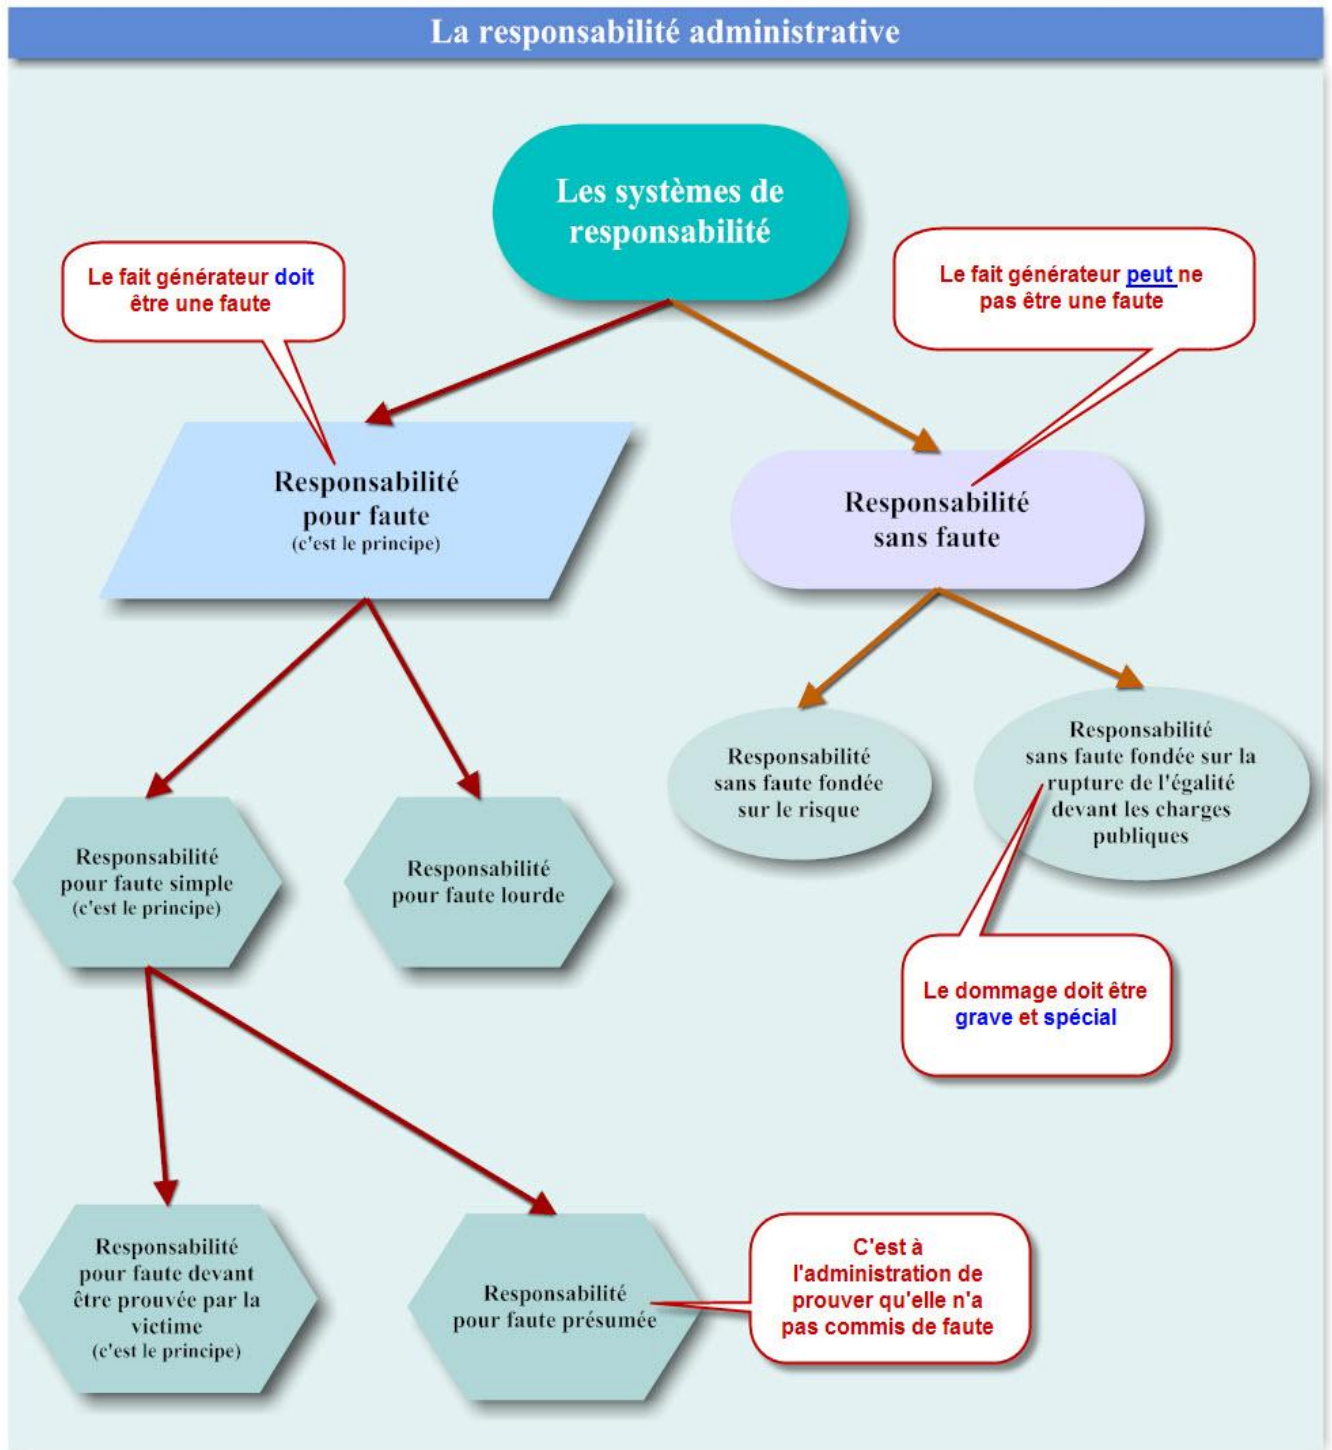 La responsabilité administrative
Les systèmes de
responsabilité
Le fait générateur doit
être une faute
Le fait générateur peut ne
pas être une faute
Responsabilité
pour faute
(c'est le principe)
Responsabilité
sans faute
Responsabilité
sans faute fondée
sur le risque
Responsabilité
sans faute fondée sur la
rupture de l'égalité
devant les charges
publiques
Responsabilité
pour faute simple
(c'est le principe)
Responsabilité
pour faute lourde
Le dommage doit être
grave et spécial
Responsabilité
pour faute devant
être prouvée par la
victime
(c'est le principe)
Responsabilité
pour faute présumée
C'est à
l'administration de
prouver qu'elle n'a
pas commis de faute